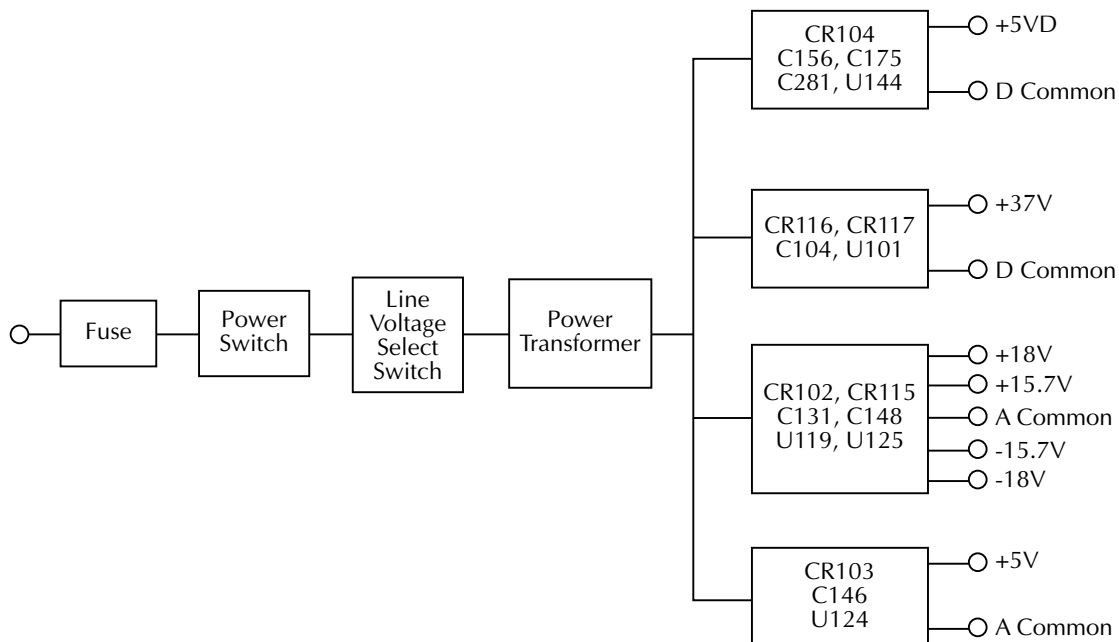 Fuse
Power
Switch
Line
Voltage
Select
Switch
Power
Transformer
CR104
C156, C175
C281, U144
+5VD
D Common
CR116, CR117
C104, U101
+37V
D Common
CR102, CR115
C131, C148
U119, U125
+18V
+15.7V
A Common
-15.7V
-18V
CR103
C146
U124
+5V
A Common